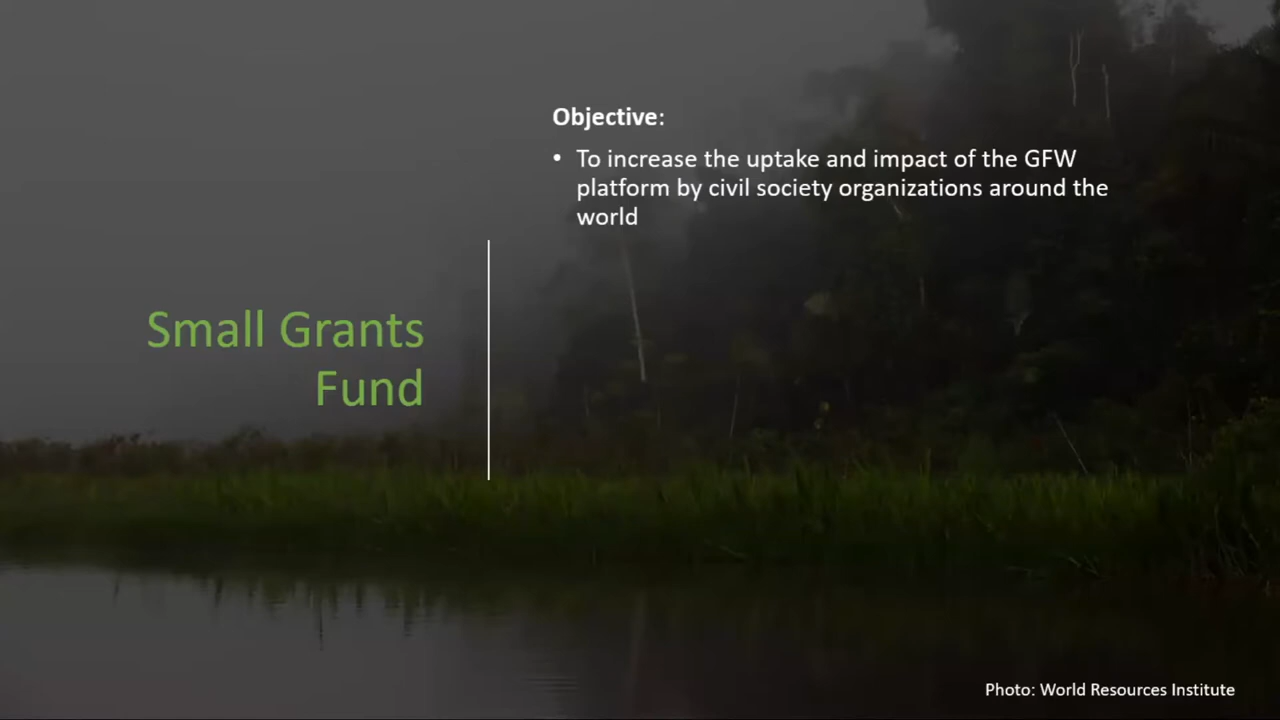 Small Grants
Fund
Objective:
• To increase the uptake and impact of the GFW
platform by civil society organizations around the
world
Photo: World Resources Institute